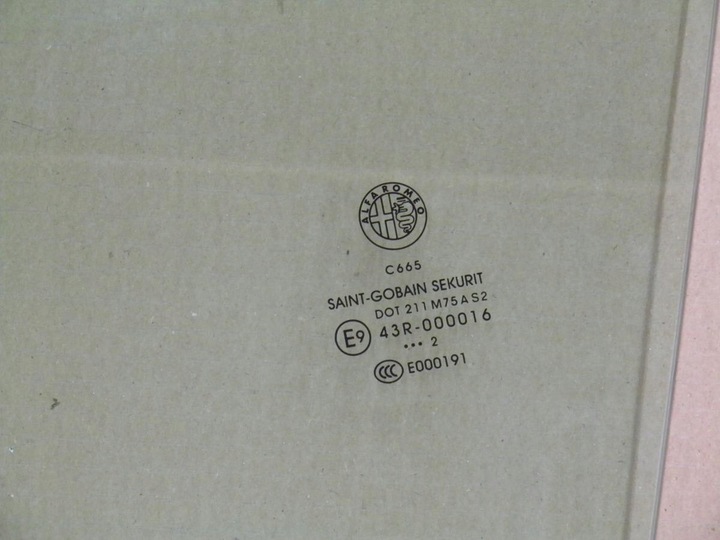 ALFA ROMEO
C665
SAINT-GOBAIN SEKURIT
DOT 211 M75 A S2
E9 43R-000016
••• 2
CCC E000191